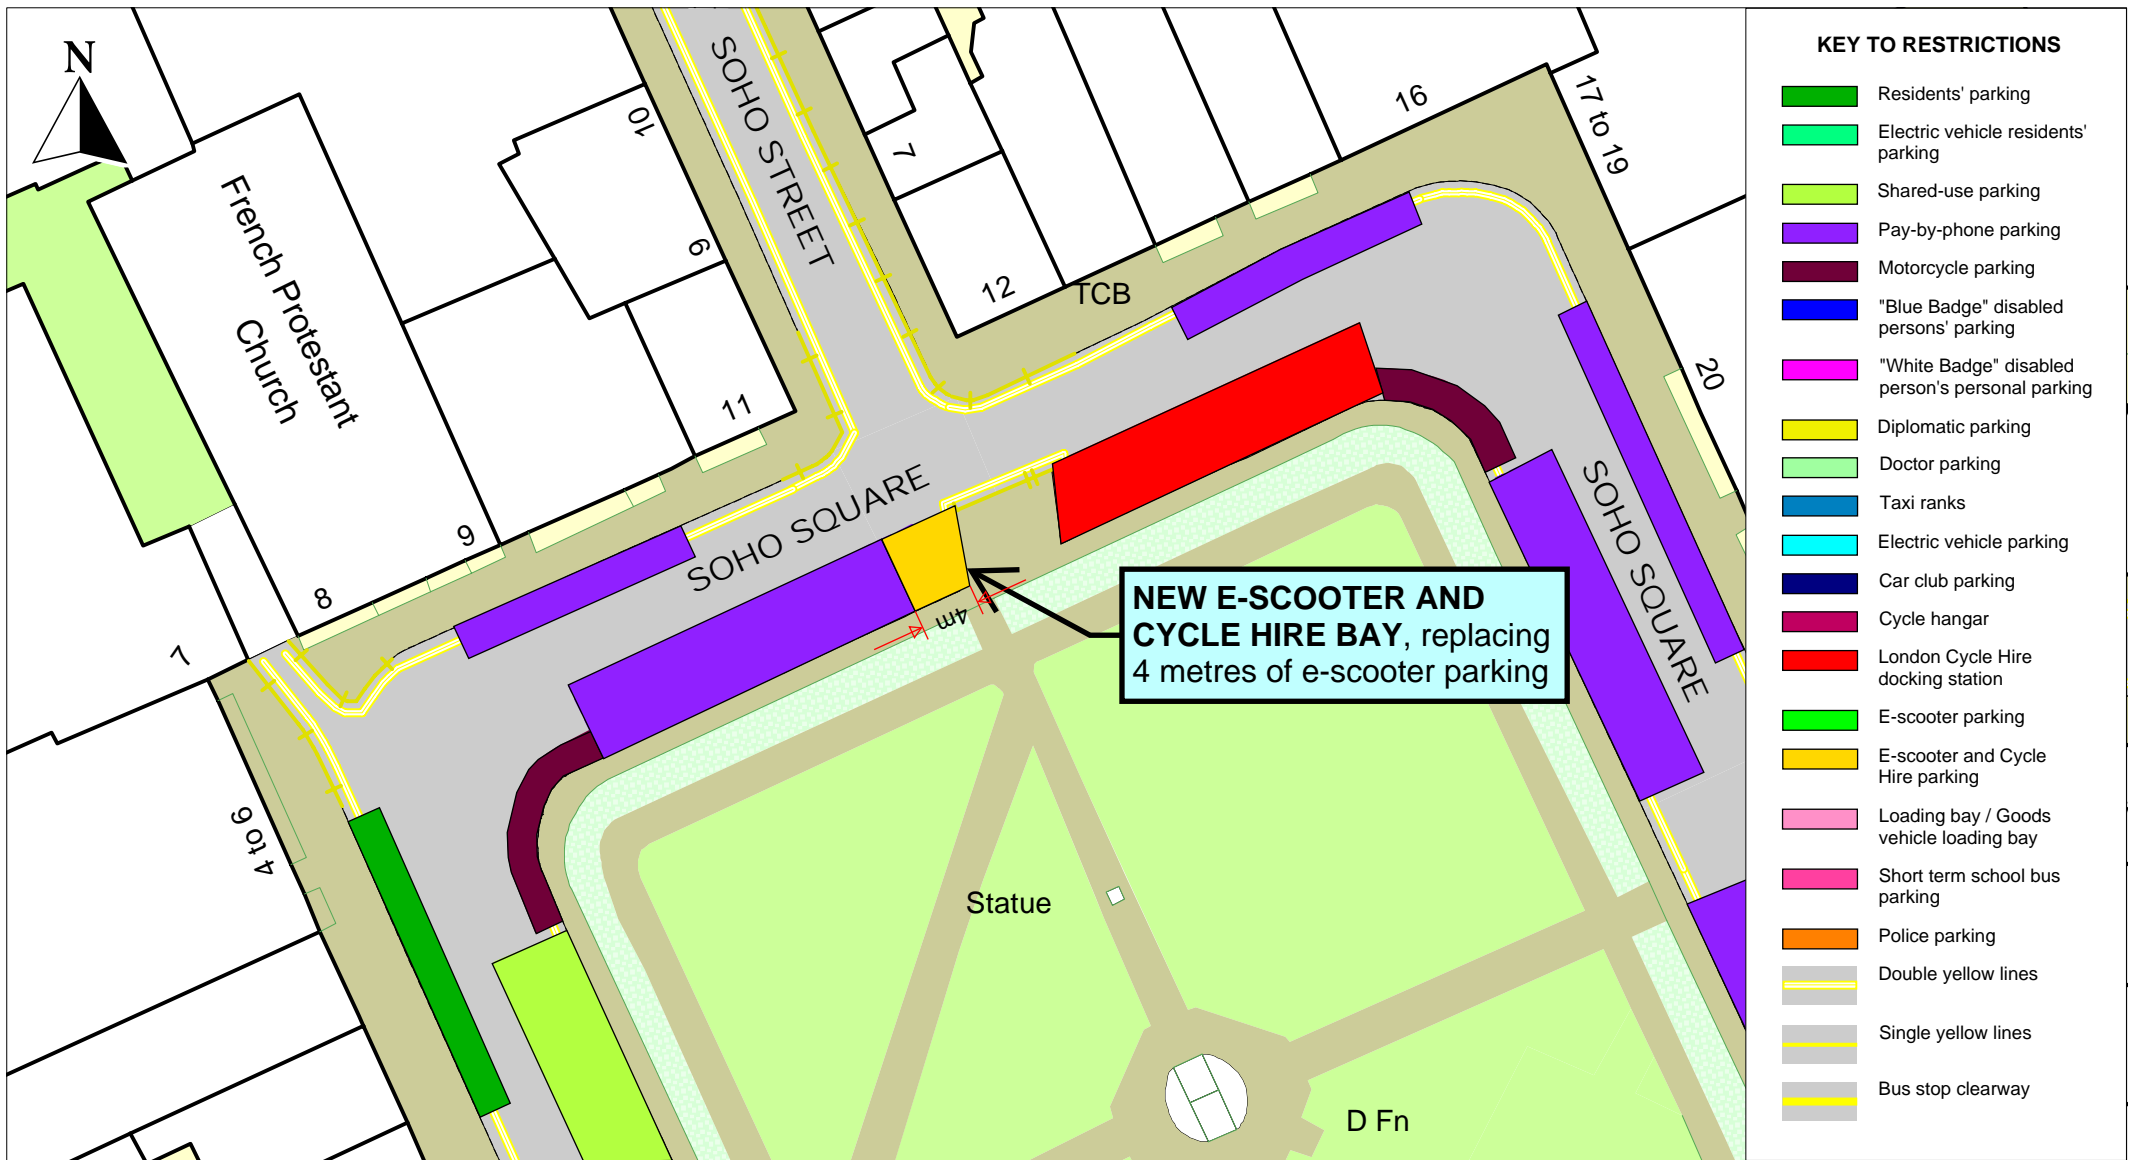 N
French Protestant
Church
10
9
11
9
8
7
4 to 6
SOHO STREET
7
12
TCB
16
17 to 19
20
SOHO SQUARE
SOHO SQUARE
4m
NEW E-SCOOTER AND
CYCLE HIRE BAY, replacing
4 metres of e-scooter parking
Statue
D Fn
KEY TO RESTRICTIONS
Residents' parking
Electric vehicle residents'
parking
Shared-use parking
Pay-by-phone parking
Motorcycle parking
"Blue Badge" disabled
persons' parking
"White Badge" disabled
person's personal parking
Diplomatic parking
Doctor parking
Taxi ranks
Electric vehicle parking
Car club parking
Cycle hangar
London Cycle Hire
docking station
E-scooter parking
E-scooter and Cycle
Hire parking
Loading bay / Goods
vehicle loading bay
Short term school bus
parking
Police parking
Double yellow lines
Single yellow lines
Bus stop clearway